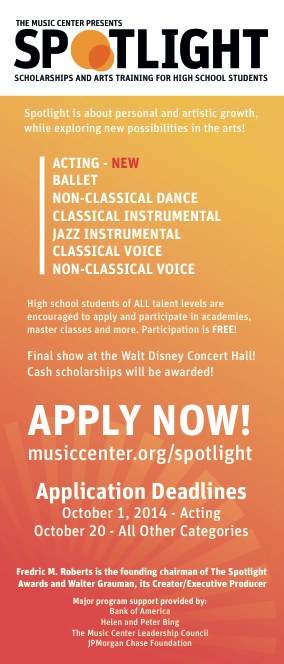 THE MUSIC CENTER PRESENTS
SPOTLIGHT
SCHOLARSHIPS AND ARTS TRAINING FOR HIGH SCHOOL STUDENTS
Spotlight is about personal and artistic growth,
while exploring new possibilities in the arts!
ACTING - NEW
BALLET
NON-CLASSICAL DANCE
CLASSICAL INSTRUMENTAL
JAZZ INSTRUMENTAL
CLASSICAL VOICE
NON-CLASSICAL VOICE
High school students of ALL talent levels are
encouraged to apply and participate in academies,
master classes and more. Participation is FREE!
Final show at the Walt Disney Concert Hall!
Cash scholarships will be awarded!
APPLY NOW!
musiccenter.org/spotlight
Application Deadlines
October 1, 2014 - Acting
October 20 - All Other Categories
Fredric M. Roberts is the founding chairman of The Spotlight
Awards and Walter Grauman, its Creator/Executive Producer
Major program support provided by:
Bank of America
Helen and Peter Bing
The Music Center Leadership Council
JPMorgan Chase Foundation